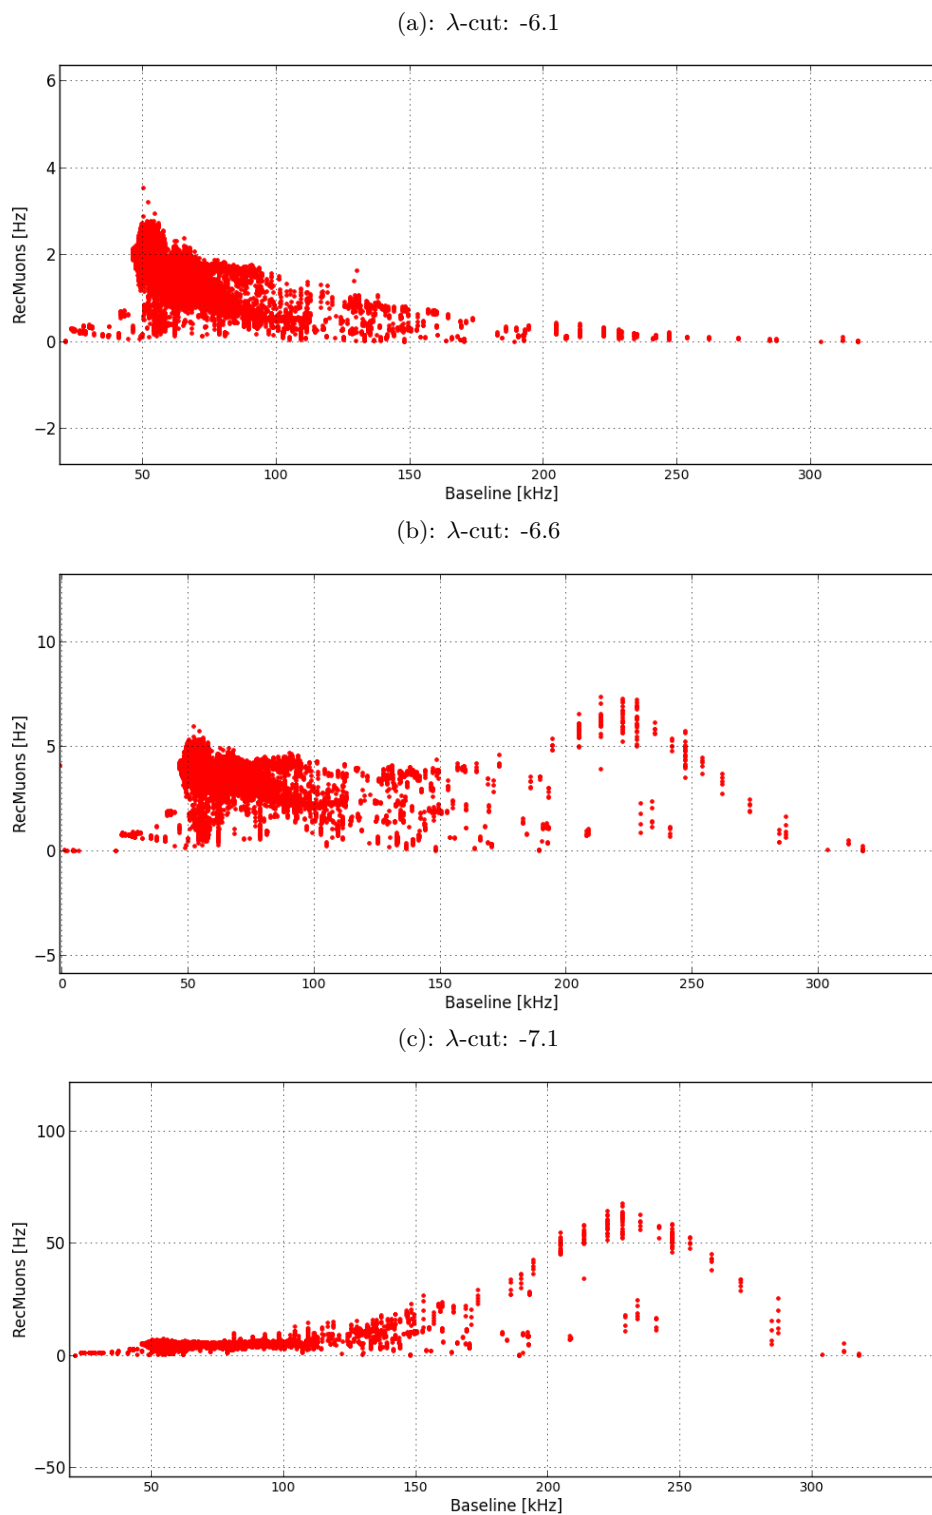 (a): λ-cut: -6.1
6
4
2
0
−2
RecMuons [Hz]
50 100 150 200 250 300
Baseline [kHz]
(b): λ-cut: -6.6
10
5
0
−5
RecMuons [Hz]
0 50 100 150 200 250 300
Baseline [kHz]
(c): λ-cut: -7.1
100
50
0
−50
RecMuons [Hz]
50 100 150 200 250 300
Baseline [kHz]